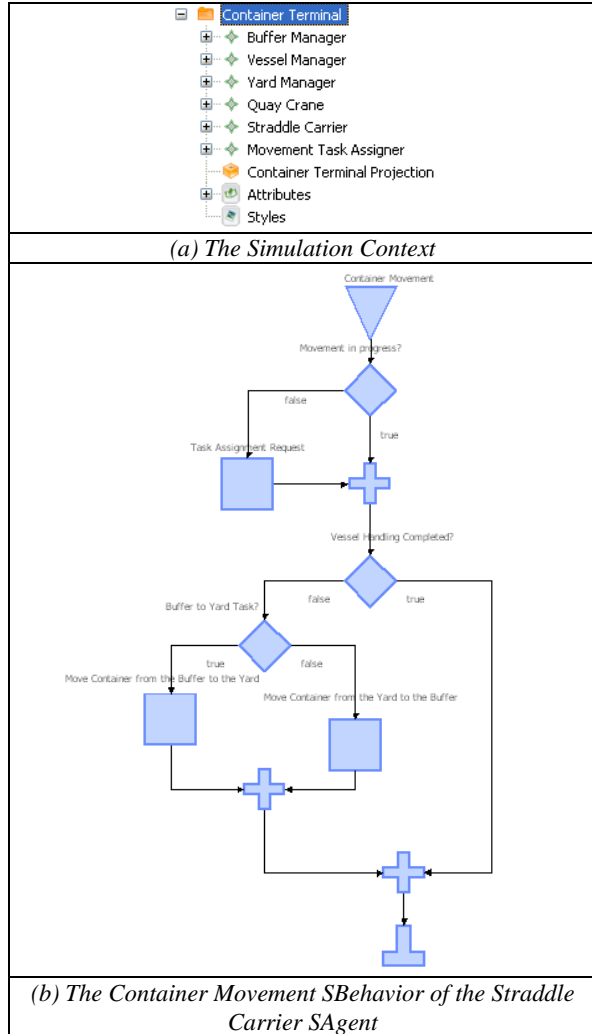 Container Terminal
Buffer Manager
Vessel Manager
Yard Manager
Quay Crane
Straddle Carrier
Movement Task Assigner
Container Terminal Projection
Attributes
Styles
(a) The Simulation Context
Container Movement
Movement in progress?
false
true
Task Assignment Request
Vessel Handling Completed?
false
true
Buffer to Yard Task?
true
false
Move Container from the Buffer to the Yard
Move Container from the Yard to the Buffer
(b) The Container Movement SBehavior of the Straddle
Carrier SAgent